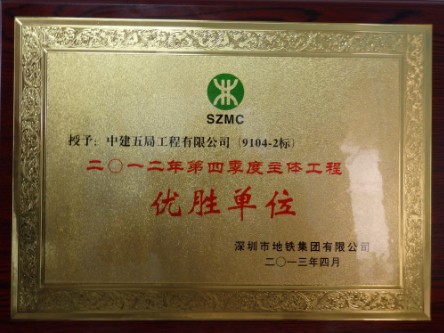 SZMC
授予：中建五局工程有限公司（9104-2标）
二〇一二年第四季度主体工程
优胜单位
深圳市地铁集团有限公司
二〇一三年四月